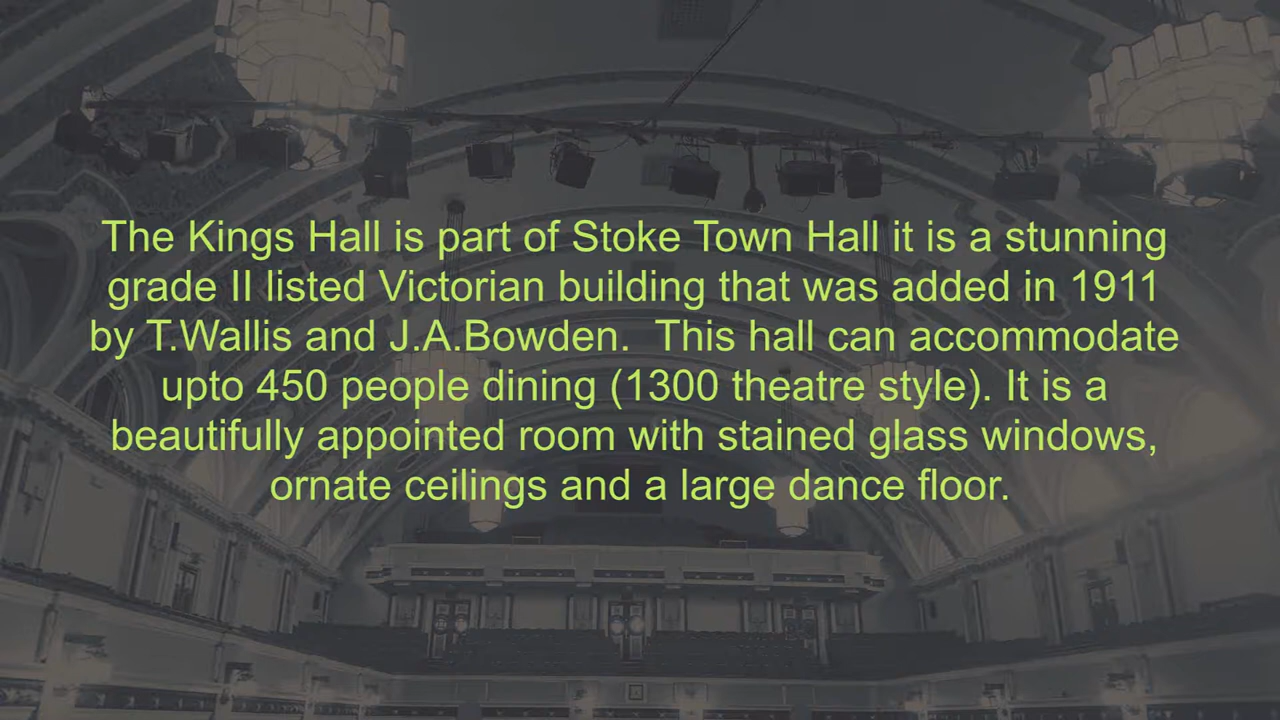 The Kings Hall is part of Stoke Town Hall it is a stunning
grade II listed Victorian building that was added in 1911
by T.Wallis and J.A.Bowden.  This hall can accommodate
upto 450 people dining (1300 theatre style). It is a
beautifully appointed room with stained glass windows,
ornate ceilings and a large dance floor.